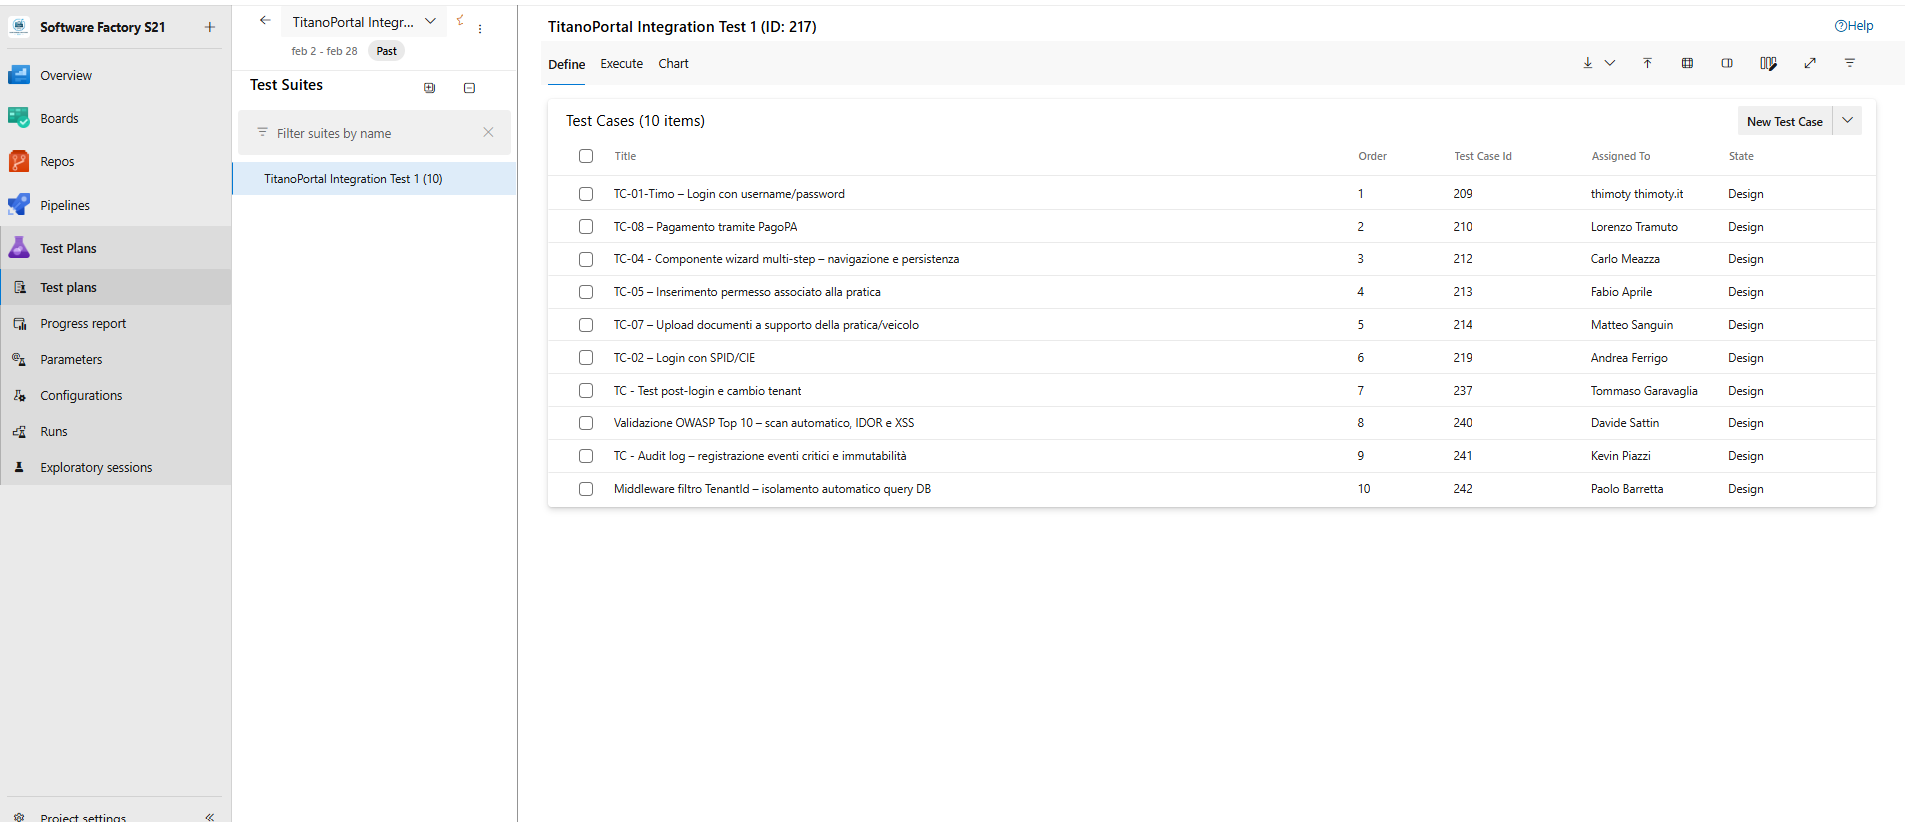 Software Factory S21
Overview
Boards
Repos
Pipelines
Test Plans
Test plans
Progress report
Parameters
Configurations
Runs
Exploratory sessions
Project settings
TitanoPortal Integr...
feb 2 - feb 28 Past
Test Suites
Filter suites by name
TitanoPortal Integration Test 1 (10)
TitanoPortal Integration Test 1 (ID: 217)
Help
Define Execute Chart
Test Cases (10 items)
New Test Case
Title Order Test Case Id Assigned To State
TC-01-Timo – Login con username/password 1 209 thimoty thimoty.it Design
TC-08 – Pagamento tramite PagoPA 2 210 Lorenzo Tramuto Design
TC-04 - Componente wizard multi-step – navigazione e persistenza 3 212 Carlo Meazza Design
TC-05 – Inserimento permesso associato alla pratica 4 213 Fabio Aprile Design
TC-07 – Upload documenti a supporto della pratica/veicolo 5 214 Matteo Sanguin Design
TC-02 – Login con SPID/CIE 6 219 Andrea Ferrigo Design
TC - Test post-login e cambio tenant 7 237 Tommaso Garavaglia Design
Validazione OWASP Top 10 – scan automatico, IDOR e XSS 8 240 Davide Sattin Design
TC - Audit log – registrazione eventi critici e immutabilità 9 241 Kevin Piazzi Design
Middleware filtro TenantId – isolamento automatico query DB 10 242 Paolo Barretta Design